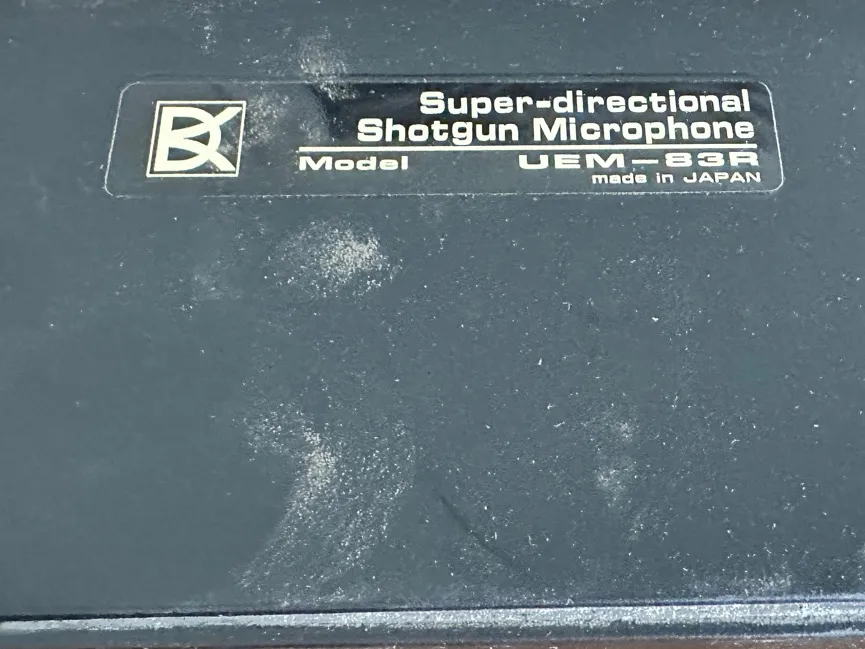 Super-directional
Shotgun Microphone
Model UEM-83R
made in JAPAN